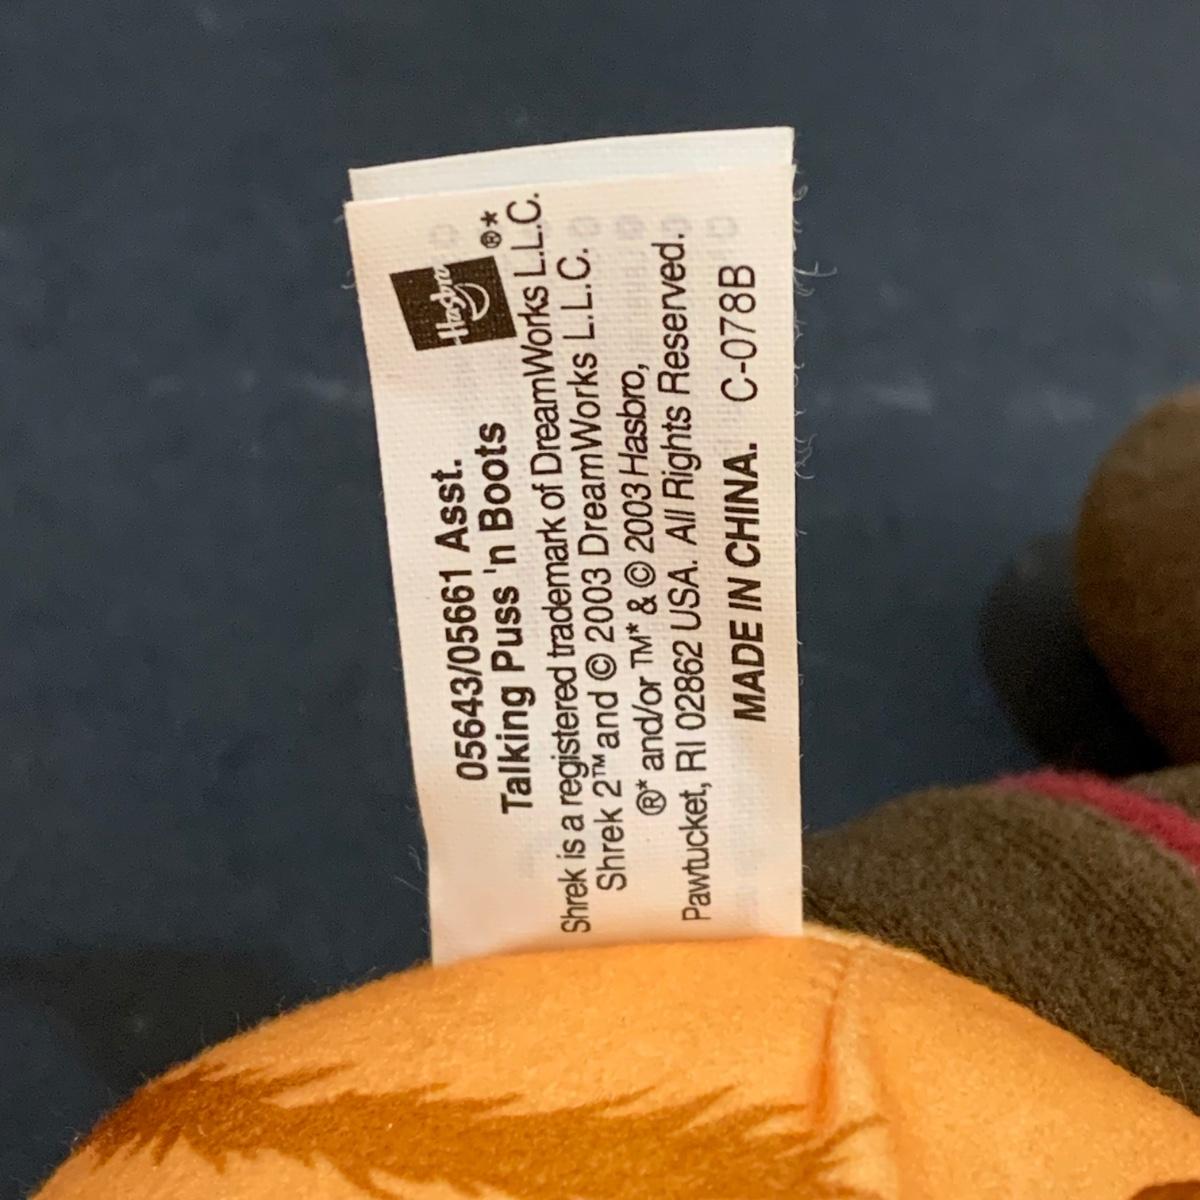 Hasbro ®*
05643/05661 Asst.
Talking Puss 'n Boots
Shrek is a registered trademark of DreamWorks L.L.C.
Shrek 2™ and © 2003 DreamWorks L.L.C.
®* and/or TM* & © 2003 Hasbro,
Pawtucket, RI 02862 USA. All Rights Reserved.
MADE IN CHINA. C-078B